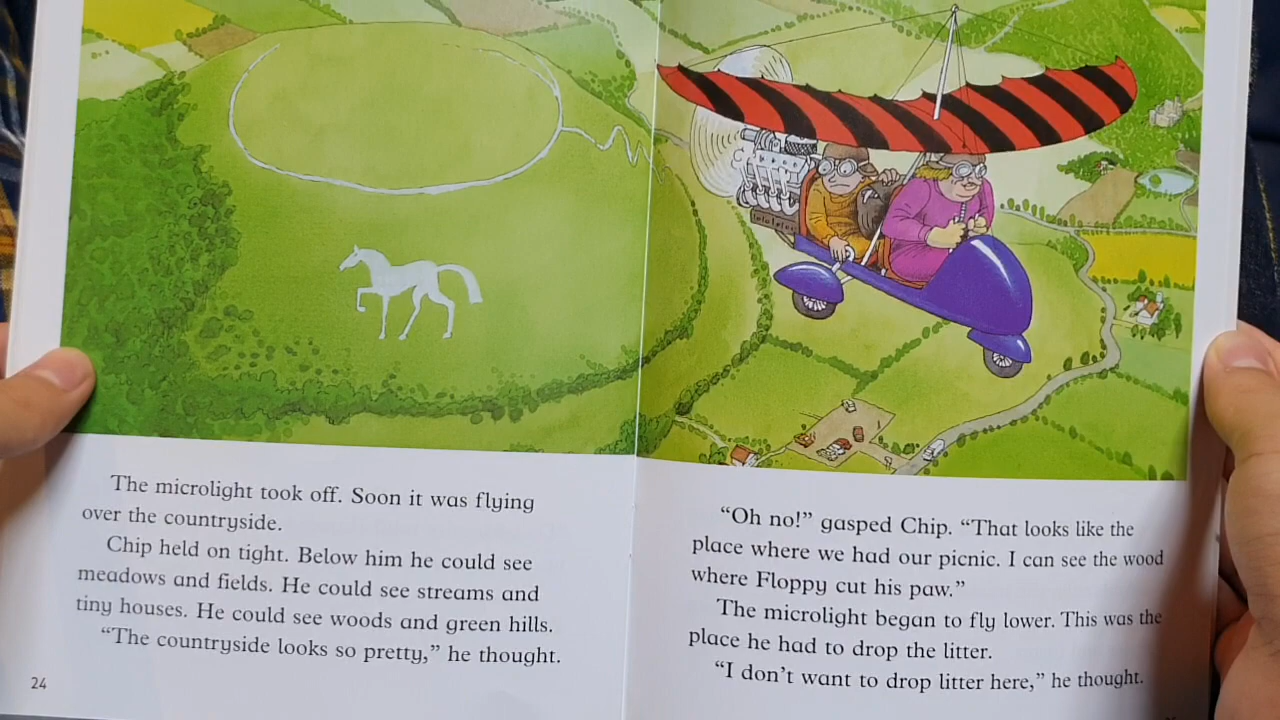 The microlight took off. Soon it was flying
over the countryside.
Chip held on tight. Below him he could see
meadows and fields. He could see streams and
tiny houses. He could see woods and green hills.
“The countryside looks so pretty,” he thought.
24
“Oh no!” gasped Chip. “That looks like the
place where we had our picnic. I can see the wood
where Floppy cut his paw.”
The microlight began to fly lower. This was the
place he had to drop the litter.
“I don’t want to drop litter here,” he thought.